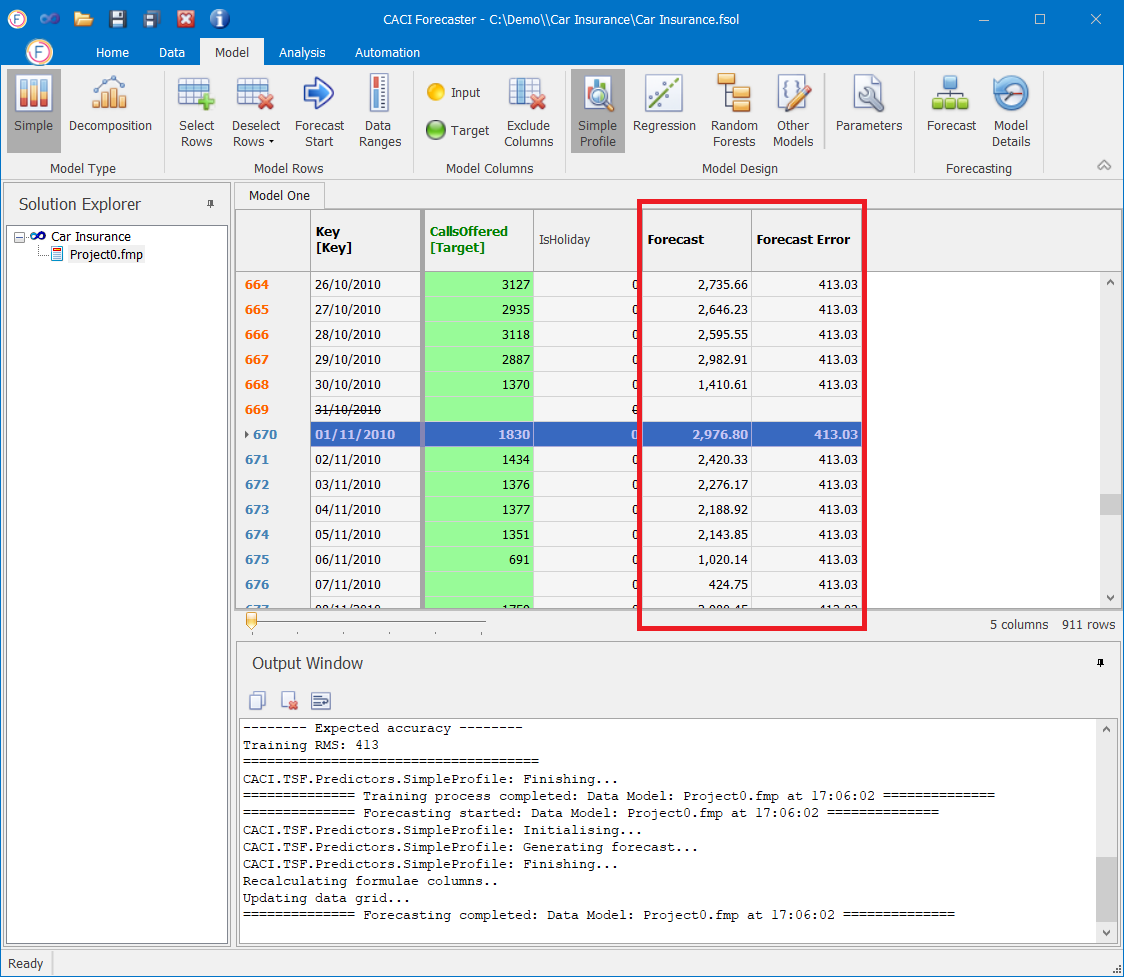 CACI Forecaster - C:\Demo\\Car Insurance\Car Insurance.fsol
Home Data Model Analysis Automation
Simple
Decomposition
Model Type
Select Rows
Deselect Rows
Forecast Start
Data Ranges
Model Rows
Input
Target
Exclude Columns
Model Columns
Simple Profile
Regression
Random Forests
Other Models
Parameters
Model Design
Forecast
Model Details
Forecasting
Solution Explorer
Car Insurance
Project0.fmp
Model One
Key [Key] CallsOffered [Target] IsHoliday Forecast Forecast Error
664 26/10/2010 3127 0 2,735.66 413.03
665 27/10/2010 2935 0 2,646.23 413.03
666 28/10/2010 3118 0 2,595.55 413.03
667 29/10/2010 2887 0 2,982.91 413.03
668 30/10/2010 1370 0 1,410.61 413.03
669 31/10/2010 0
670 01/11/2010 1830 0 2,976.80 413.03
671 02/11/2010 1434 0 2,420.33 413.03
672 03/11/2010 1376 0 2,276.17 413.03
673 04/11/2010 1377 0 2,188.92 413.03
674 05/11/2010 1351 0 2,143.85 413.03
675 06/11/2010 691 0 1,020.14 413.03
676 07/11/2010 0 424.75 413.03
5 columns 911 rows
Output Window
-------- Expected accuracy --------
Training RMS: 413
=====================================
CACI.TSF.Predictors.SimpleProfile: Finishing...
============== Training process completed: Data Model: Project0.fmp at 17:06:02 ==============
============== Forecasting started: Data Model: Project0.fmp at 17:06:02 ==============
CACI.TSF.Predictors.SimpleProfile: Initialising...
CACI.TSF.Predictors.SimpleProfile: Generating forecast...
CACI.TSF.Predictors.SimpleProfile: Finishing...
Recalculating formulae columns..
Updating data grid...
============== Forecasting completed: Data Model: Project0.fmp at 17:06:02 ==============
Ready